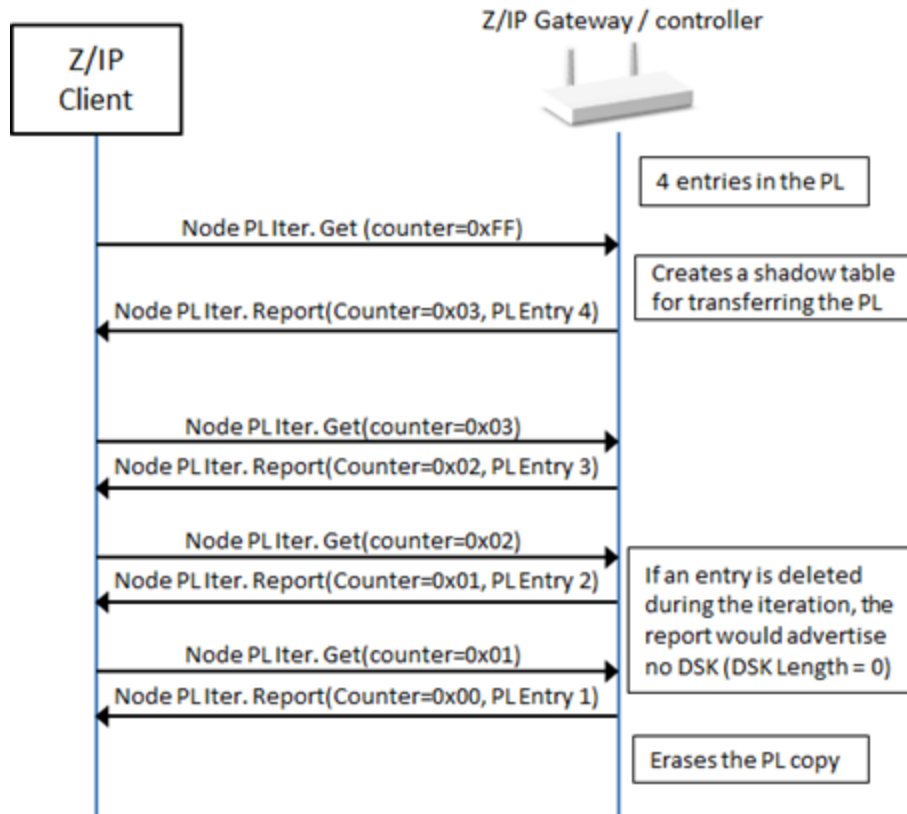 Z/IP Gateway / controller
Z/IP
Client
4 entries in the PL
Node PL Iter. Get (counter=0xFF)
Creates a shadow table
for transferring the PL
Node PL Iter. Report(Counter=0x03, PL Entry 4)
Node PL Iter. Get(counter=0x03)
Node PL Iter. Report(Counter=0x02, PL Entry 3)
Node PL Iter. Get(counter=0x02)
Node PL Iter. Report(Counter=0x01, PL Entry 2)
If an entry is deleted
during the iteration, the
report would advertise
no DSK (DSK Length = 0)
Node PL Iter. Get(counter=0x01)
Node PL Iter. Report(Counter=0x00, PL Entry 1)
Erases the PL copy